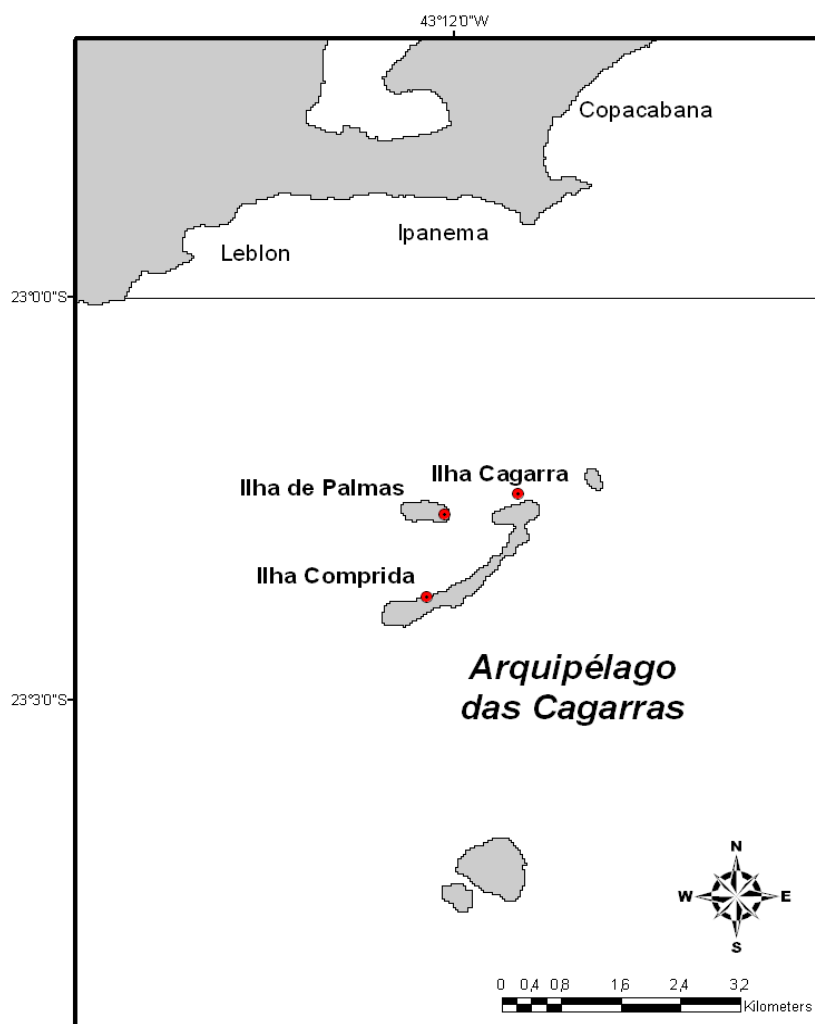 43°12'0"W
Copacabana
Ipanema
Leblon
23°0'0"S
Ilha Cagarra
Ilha de Palmas
Ilha Comprida
Arquipélago
das Cagarras
23°3'0"S
N
W E
S
0 0,4 0,8 1,6 2,4 3,2
Kilometers